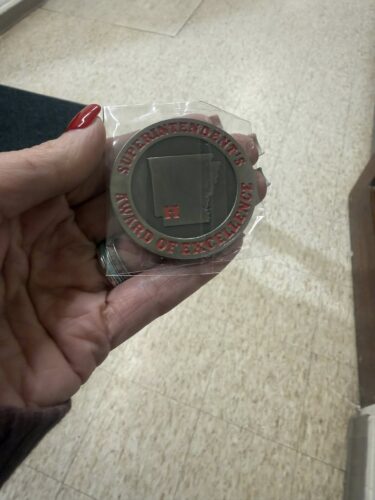 SUPERINTENDENT'S
H
AWARD OF EXCELLENCE